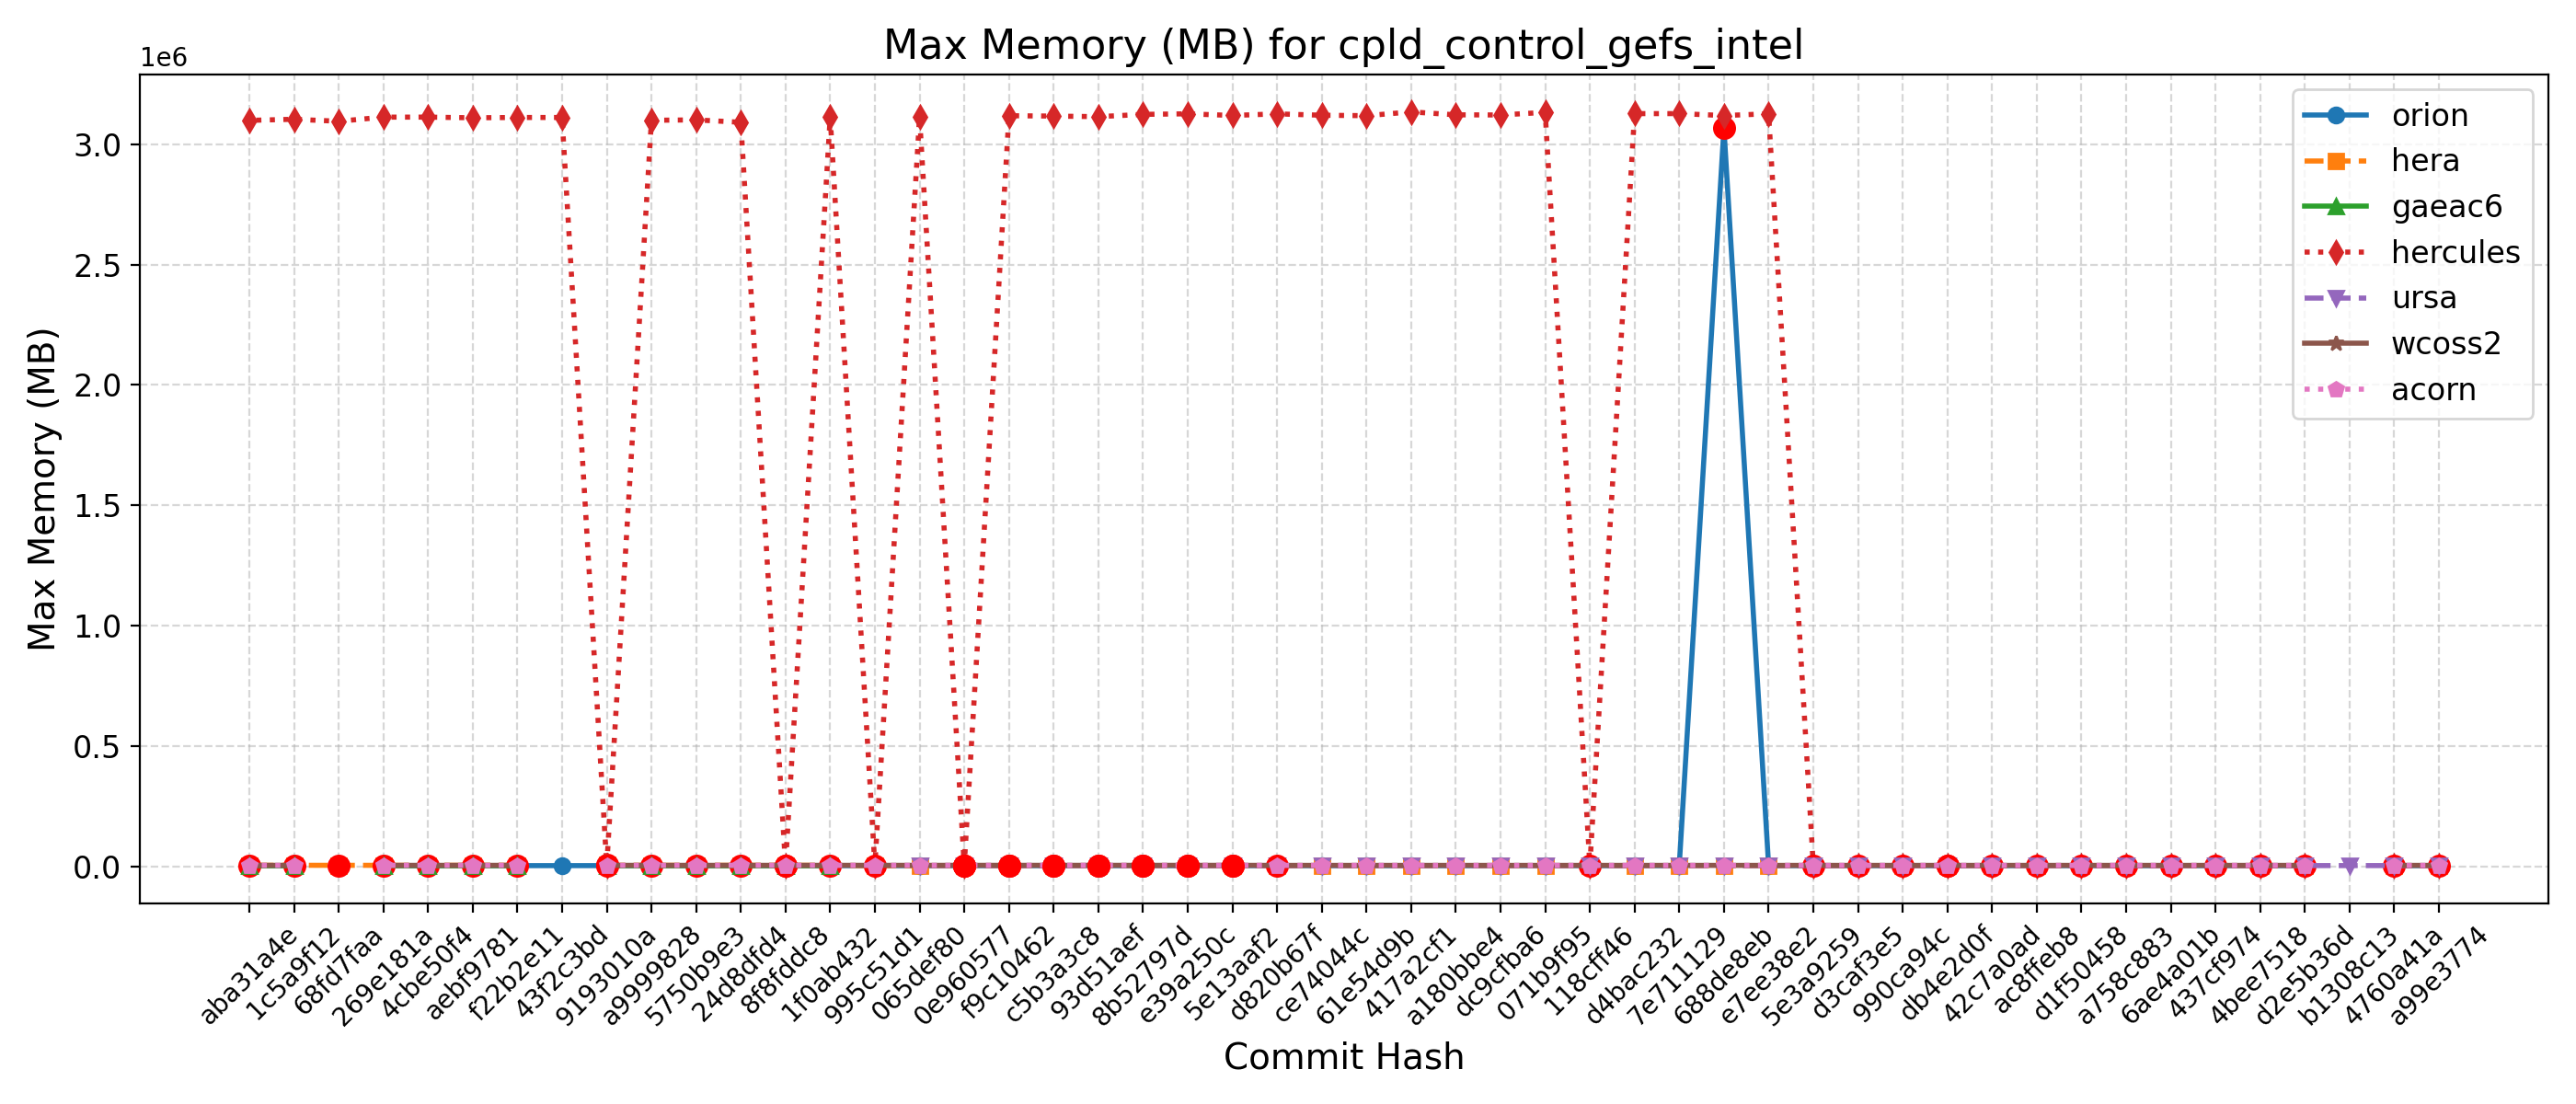 Max Memory (MB) for cpld_control_gefs_intel
1e6
3.0
2.5
2.0
1.5
1.0
0.5
0.0
Max Memory (MB)
orion
hera
gaeac6
hercules
ursa
wcoss2
acorn
aba31a4e
1c5a9f12
68fd7faa
269e181a
4cbe50f4
aebf9781
f22b2e11
43f2c3bd
9193010a
a9999828
5750b9e3
24d8dfd4
8f8fddc8
1f0ab432
995c51d1
065def80
0e960577
f9c10462
c5b3a3c8
93d51aef
8b52797d
e39a250c
5e13aaf2
d820b67f
ce74044c
61e54d9b
417a2cf1
a180bbe4
dc9cfba6
071b9f95
118cff46
d4bac232
7e711129
688de8eb
e7ee38e2
5e3a9259
d3caf3e5
990ca94c
db4e2d0f
42c7a0ad
ac8ffeb8
d1f50458
a758c883
6ae4a01b
437cf974
4bee7518
d2e5b36d
b1308c13
4760a41a
a99e3774
Commit Hash